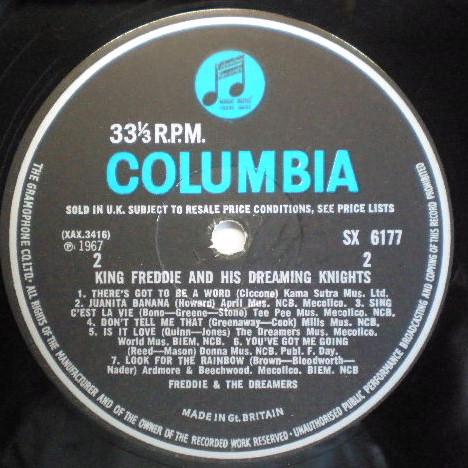 33⅓ R.P.M.
COLUMBIA
SOLD IN U.K. SUBJECT TO RESALE PRICE CONDITIONS, SEE PRICE LISTS
(XAX.3416)
℗ 1967
SX 6177
2
2
KING FREDDIE AND HIS DREAMING KNIGHTS
1. THERE'S GOT TO BE A WORD (Ciccone) Kama Sutra Mus. Ltd.
2. JUANITA BANANA (Howard) April Mus. NCB. Mecolico. 3. SING
C'EST LA VIE (Bono—Greene—Stone) Tee Pee Mus. Mecolico. NCB.
4. DON'T TELL ME THAT (Greenaway—Cook) Mills Mus. NCB.
5. IS IT LOVE (Quinn—Jones) The Dreamers Mus. Mecolico.
World Mus. BIEM, NCB. 6. YOU'VE GOT ME GOING
(Reed—Mason) Donna Mus. NCB. Publ. F. Day.
7. LOOK FOR THE RAINBOW (Brown—Bloodworth—
Nader) Ardmore & Beechwood. Mecolico. BIEM. NCB
FREDDIE & THE DREAMERS
MADE IN Gt. BRITAIN
THE GRAMOPHONE CO. LTD. ALL RIGHTS OF THE MANUFACTURER AND OF THE OWNER OF THE RECORDED WORK RESERVED · UNAUTHORISED PUBLIC PERFORMANCE BROADCASTING AND COPYING OF THIS RECORD PROHIBITED